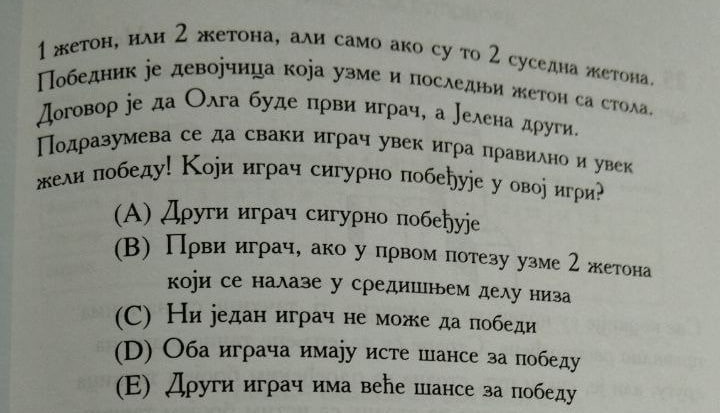 1 жетон, или 2 жетона, али само ако су то 2 суседна жетона.
Победник је девојчица која узме и последњи жетон са стола.
Договор је да Олга буде први играч, а Јелена други.
Подразумева се да сваки играч увек игра правилно и увек
жели победу! Који играч сигурно побеђује у овој игри?
(A) Други играч сигурно побеђује
(B) Први играч, ако у првом потезу узме 2 жетона
који се налазе у средишњем делу низа
(C) Ни један играч не може да победи
(D) Оба играча имају исте шансе за победу
(E) Други играч има веће шансе за победу